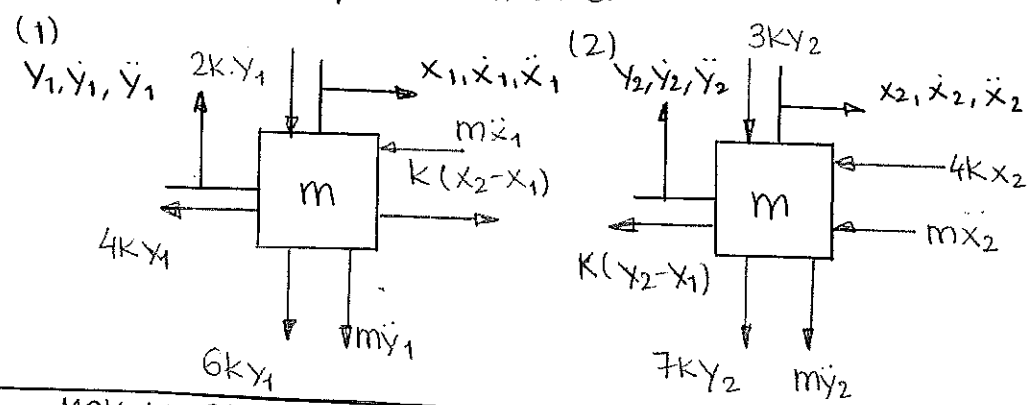 (1)
y₁, ẏ₁, ÿ₁
2k.y₁
x₁, ẋ₁, ẍ₁
mẍ₁
K(x₂-x₁)
m
4Ky₁
6ky₁
mÿ₁
(2)
y₂, ẏ₂, ÿ₂
3Ky₂
x₂, ẋ₂, ẍ₂
4Kx₂
m
mẍ₂
K(x₂-x₁)
7Ky₂
mÿ₂